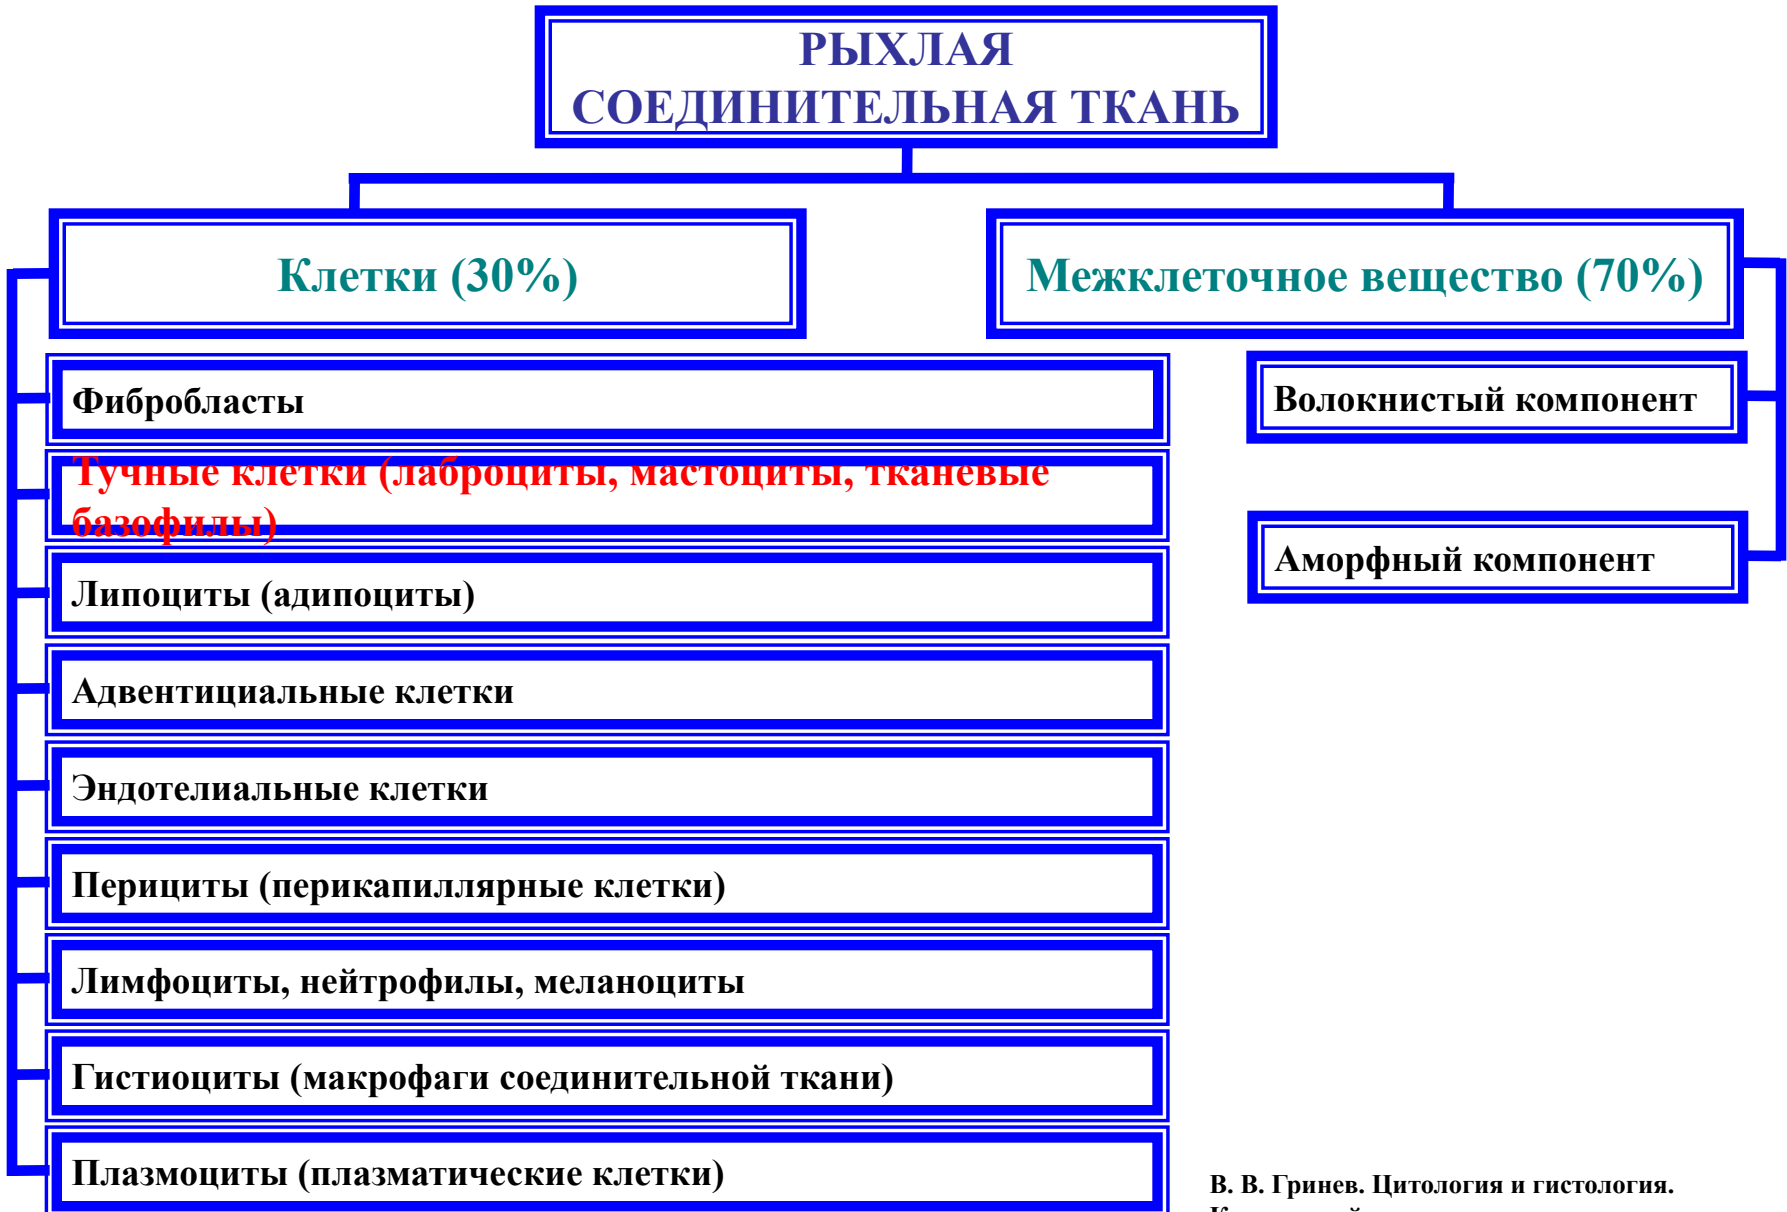 РЫХЛАЯ
СОЕДИНИТЕЛЬНАЯ ТКАНЬ
Клетки (30%)
Межклеточное вещество (70%)
Фибробласты
Тучные клетки (лаброциты, мастоциты, тканевые
базофилы)
Липоциты (адипоциты)
Адвентициальные клетки
Эндотелиальные клетки
Перициты (перикапиллярные клетки)
Лимфоциты, нейтрофилы, меланоциты
Гистиоциты (макрофаги соединительной ткани)
Плазмоциты (плазматические клетки)
Волокнистый компонент
Аморфный компонент
В. В. Гринев. Цитология и гистология.